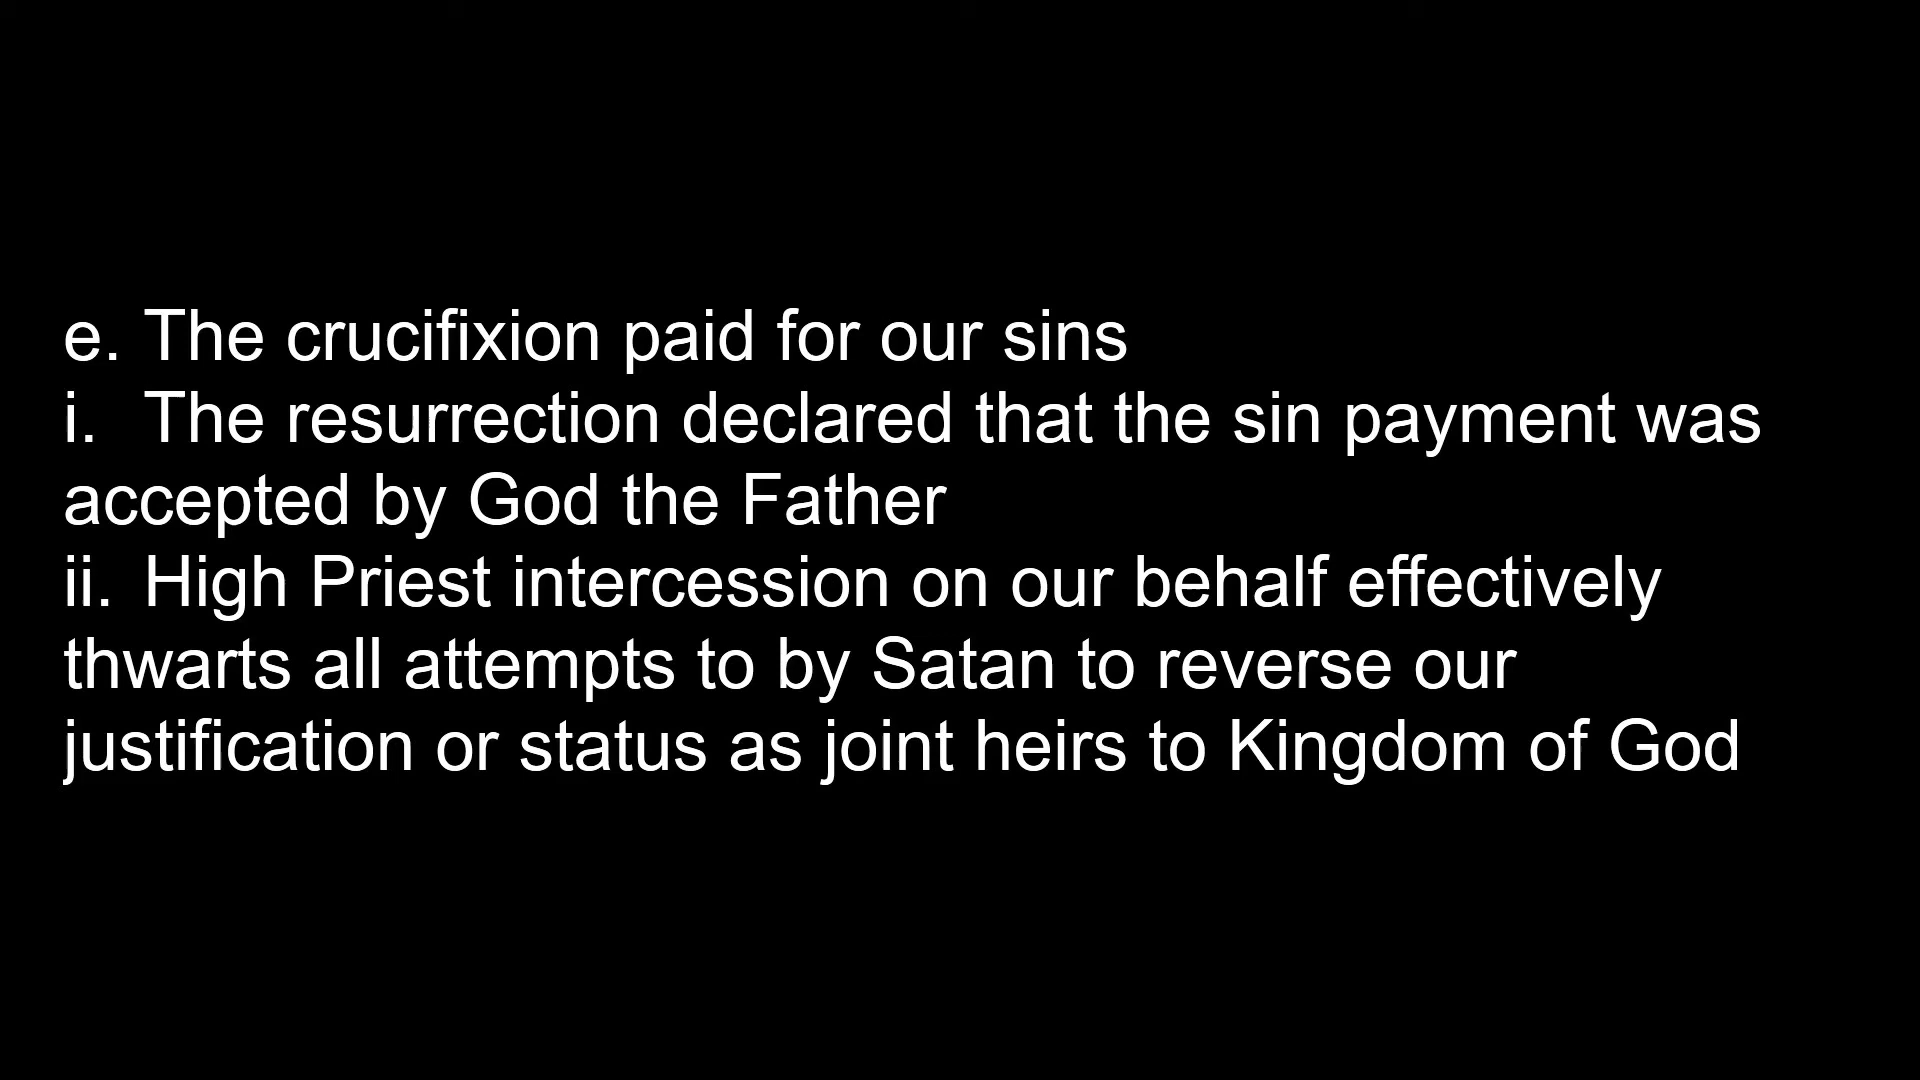 e. The crucifixion paid for our sins
i. The resurrection declared that the sin payment was
accepted by God the Father
ii. High Priest intercession on our behalf effectively
thwarts all attempts to by Satan to reverse our
justification or status as joint heirs to Kingdom of God